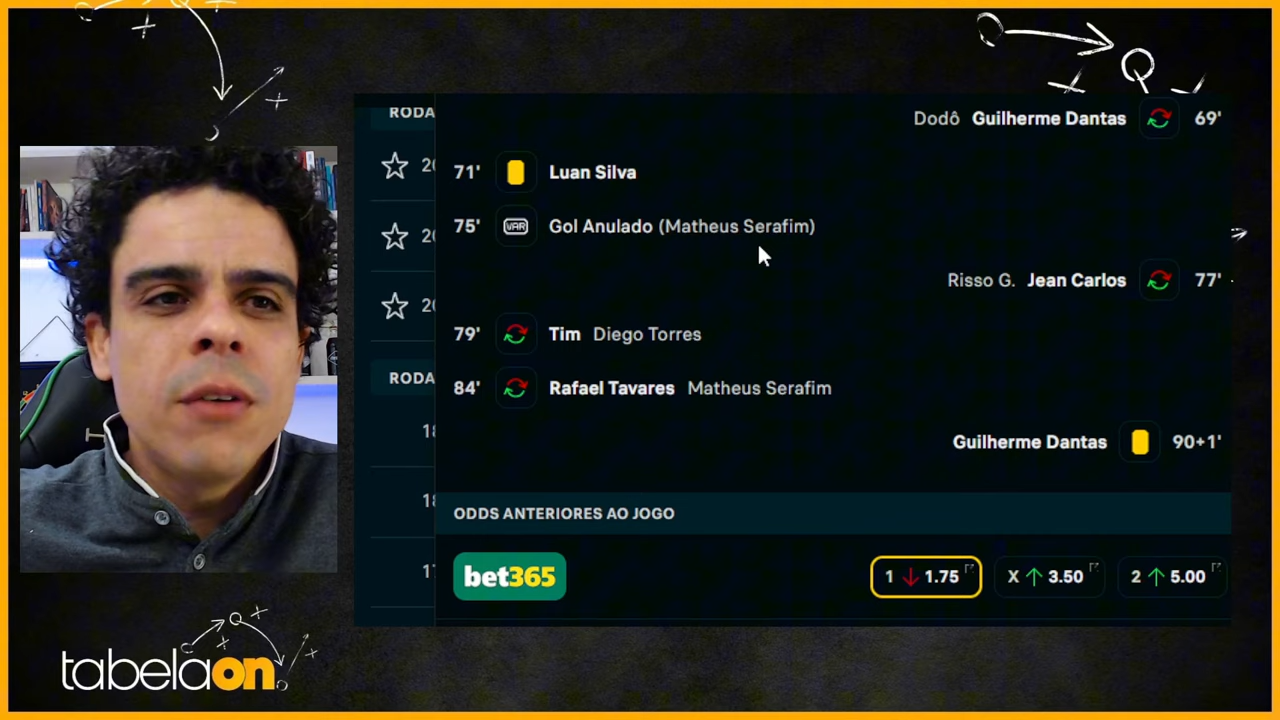 RODA
Dodô Guilherme Dantas 69'
71' Luan Silva
75' VAR Gol Anulado (Matheus Serafim)
Risso G. Jean Carlos 77'
79' Tim Diego Torres
84' Rafael Tavares Matheus Serafim
RODA
Guilherme Dantas 90+1'
ODDS ANTERIORES AO JOGO
bet365 1 1.75 X 3.50 2 5.00
tabelaon